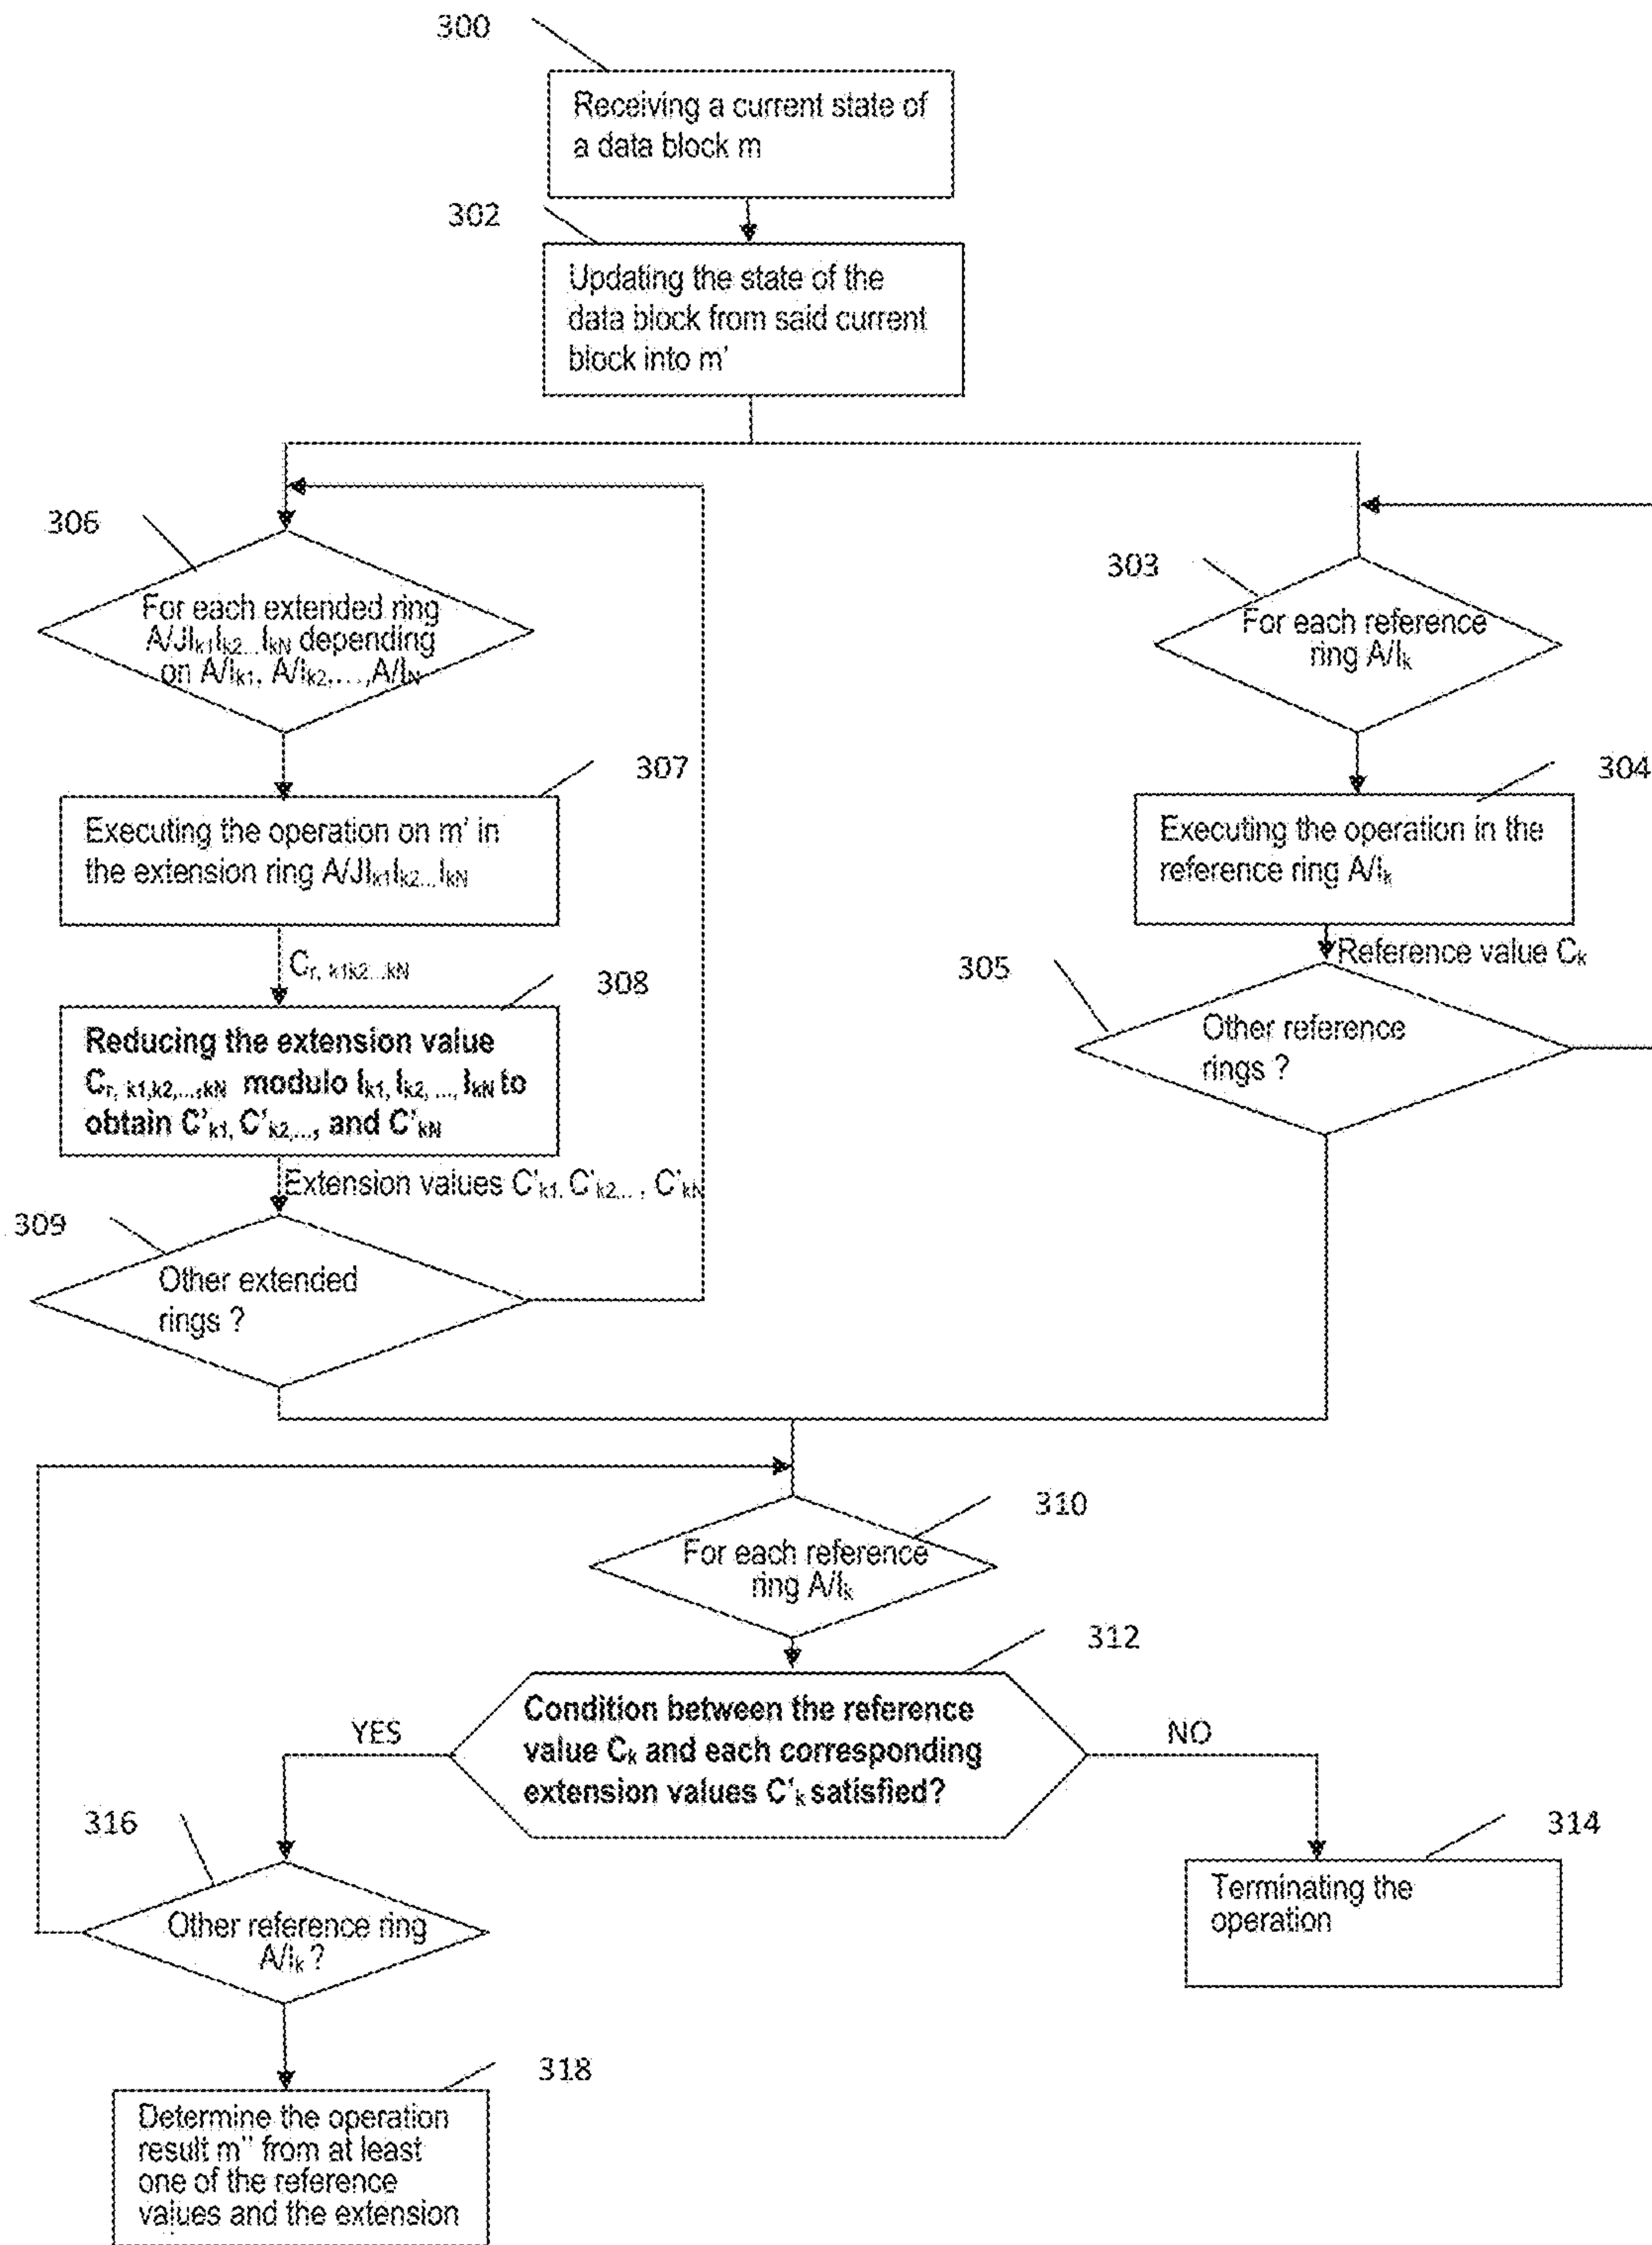 300
Receiving a current state of
a data block m
302
Updating the state of the
data block from said current
block into m'
306
For each extended ring
A/JIk1Ik2...IkN depending
on A/Ik1, A/Ik2,...,A/IN
303
For each reference
ring A/Ik
307
Executing the operation on m' in
the extension ring A/JIk1Ik2...IkN
304
Executing the operation in the
reference ring A/Ik
Cr, k1k2...kN
Reference value Ck
308
Reducing the extension value
Cr, k1,k2,...,kN modulo Ik1, Ik2, ..., IkN to
obtain C'k1, C'k2,..., and C'kN
305
Other reference
rings ?
Extension values C'k1, C'k2,.. , C'kN
309
Other extended
rings ?
310
For each reference
ring A/Ik
312
Condition between the reference
value Ck and each corresponding
extension values C'k satisfied?
YES
NO
316
Other reference ring
A/Ik ?
314
Terminating the
operation
318
Determine the operation
result m'' from at least
one of the reference
values and the extension